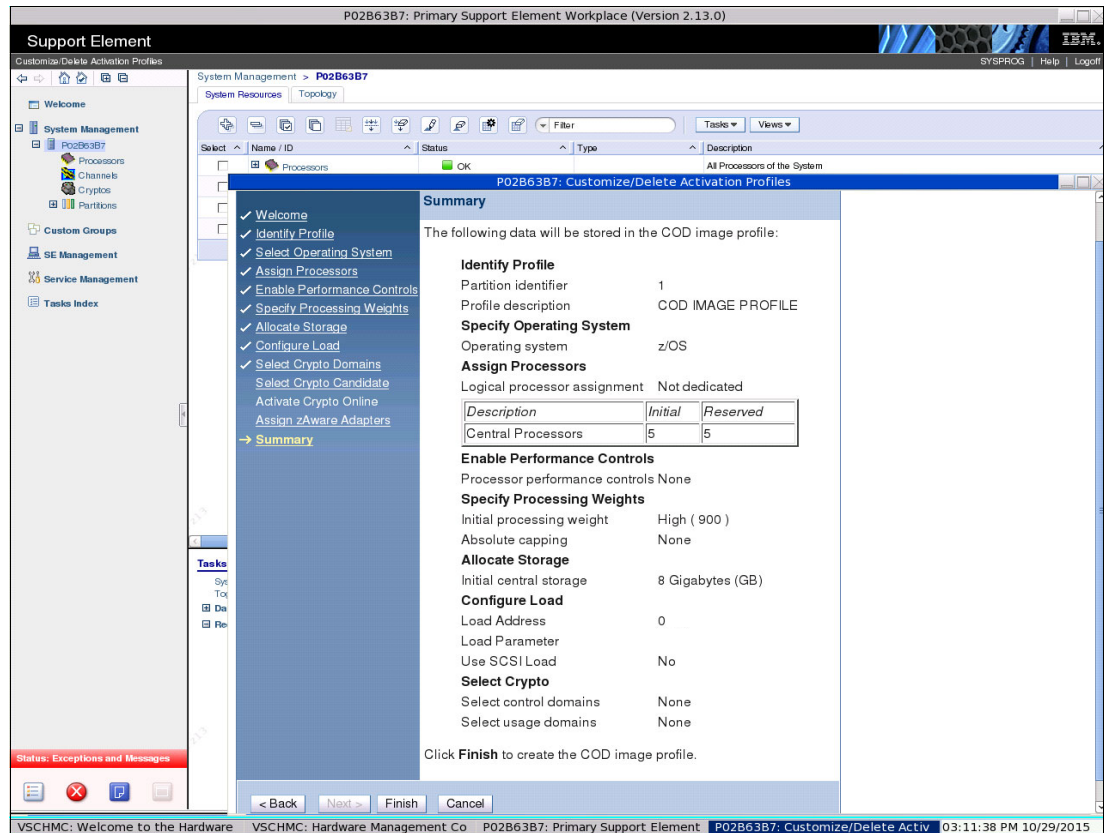 P02B63B7: Primary Support Element Workplace (Version 2.13.0)
Support Element
IBM.
Customize/Delete Activation Profiles
SYSPROG | Help | Logoff
System Management > P02B63B7
System Resources Topology
Welcome
System Management
P02B63B7
Processors
Channels
Cryptos
Partitions
Custom Groups
SE Management
Service Management
Tasks Index
Filter Tasks Views
Select Name / ID Status Type Description
Processors OK All Processors of the System
P02B63B7: Customize/Delete Activation Profiles
Welcome
Identify Profile
Select Operating System
Assign Processors
Enable Performance Controls
Specify Processing Weights
Allocate Storage
Configure Load
Select Crypto Domains
Select Crypto Candidate
Activate Crypto Online
Assign zAware Adapters
Summary
Summary
The following data will be stored in the COD image profile:
Identify Profile
Partition identifier 1
Profile description COD IMAGE PROFILE
Specify Operating System
Operating system z/OS
Assign Processors
Logical processor assignment Not dedicated
Description Initial Reserved
Central Processors 5 5
Enable Performance Controls
Processor performance controls None
Specify Processing Weights
Initial processing weight High ( 900 )
Absolute capping None
Allocate Storage
Initial central storage 8 Gigabytes (GB)
Configure Load
Load Address 0
Load Parameter
Use SCSI Load No
Select Crypto
Select control domains None
Select usage domains None
Click Finish to create the COD image profile.
< Back Next > Finish Cancel
Tasks
Sys
Top
Da
Re
213
213
Status: Exceptions and Messages
VSCHMC: Welcome to the Hardware VSCHMC: Hardware Management Co P02B63B7: Primary Support Element P02B63B7: Customize/Delete Activ 03:11:38 PM 10/29/2015